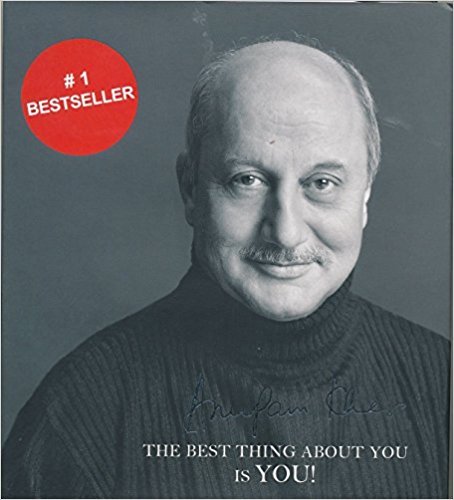 # 1
BESTSELLER
Anupam Kher
THE BEST THING ABOUT YOU
IS YOU!